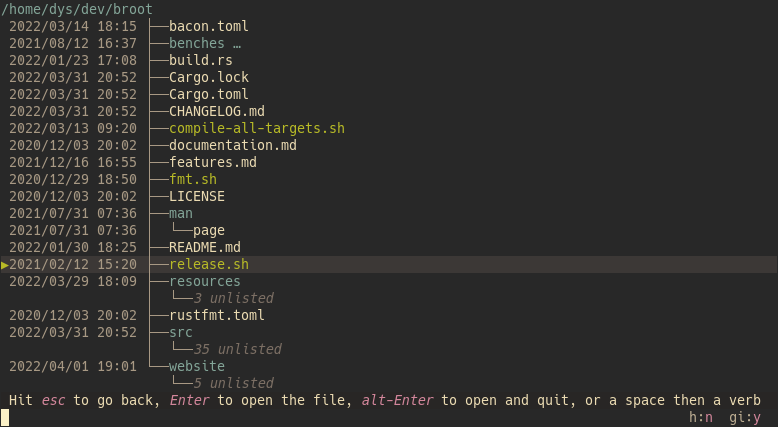 /home/dys/dev/broot
2022/03/14 18:15 ├──bacon.toml
2021/08/12 16:37 ├──benches …
2022/01/23 17:08 ├──build.rs
2022/03/31 20:52 ├──Cargo.lock
2022/03/31 20:52 ├──Cargo.toml
2022/03/31 20:52 ├──CHANGELOG.md
2022/03/13 09:20 ├──compile-all-targets.sh
2020/12/03 20:02 ├──documentation.md
2021/12/16 16:55 ├──features.md
2020/12/29 18:50 ├──fmt.sh
2020/12/03 20:02 ├──LICENSE
2021/07/31 07:36 ├──man
2021/07/31 07:36 │  └──page
2022/01/30 18:25 ├──README.md
▶2021/02/12 15:20 ├──release.sh
2022/03/29 18:09 ├──resources
│  └──3 unlisted
2020/12/03 20:02 ├──rustfmt.toml
2022/03/31 20:52 ├──src
│  └──35 unlisted
2022/04/01 19:01 └──website
└──5 unlisted
Hit esc to go back, Enter to open the file, alt-Enter to open and quit, or a space then a verb
h:n  gi:y